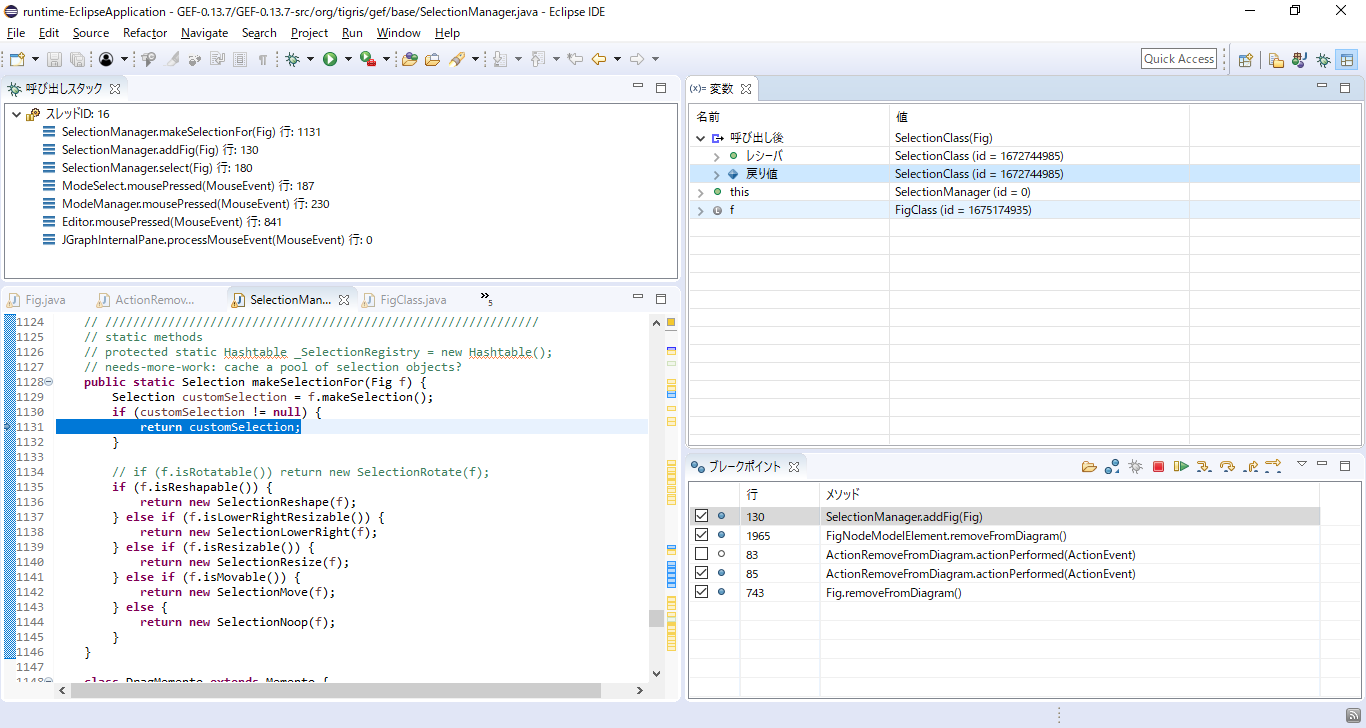 runtime-EclipseApplication - GEF-0.13.7/GEF-0.13.7-src/org/tigris/gef/base/SelectionManager.java - Eclipse IDE
File Edit Source Refactor Navigate Search Project Run Window Help
Quick Access
呼び出しスタック
スレッドID: 16
SelectionManager.makeSelectionFor(Fig) 行: 1131
SelectionManager.addFig(Fig) 行: 130
SelectionManager.select(Fig) 行: 180
ModeSelect.mousePressed(MouseEvent) 行: 187
ModeManager.mousePressed(MouseEvent) 行: 230
Editor.mousePressed(MouseEvent) 行: 841
JGraphInternalPane.processMouseEvent(MouseEvent) 行: 0
Fig.java ActionRemov... SelectionMan... FigClass.java »5
1124 // //////////////////////////////////////////////////////////////
1125 // static methods
1126 // protected static Hashtable _SelectionRegistry = new Hashtable();
1127 // needs-more-work: cache a pool of selection objects?
1128 public static Selection makeSelectionFor(Fig f) {
1129 Selection customSelection = f.makeSelection();
1130 if (customSelection != null) {
1131 return customSelection;
1132 }
1133
1134 // if (f.isRotatable()) return new SelectionRotate(f);
1135 if (f.isReshapable()) {
1136 return new SelectionReshape(f);
1137 } else if (f.isLowerRightResizable()) {
1138 return new SelectionLowerRight(f);
1139 } else if (f.isResizable()) {
1140 return new SelectionResize(f);
1141 } else if (f.isMovable()) {
1142 return new SelectionMove(f);
1143 } else {
1144 return new SelectionNoop(f);
1145 }
1146 }
1147
1148 class DragMemento extends Memento {
(x)= 変数
名前 値
呼び出し後 SelectionClass(Fig)
レシーバ SelectionClass (id = 1672744985)
戻り値 SelectionClass (id = 1672744985)
this SelectionManager (id = 0)
f FigClass (id = 1675174935)
ブレークポイント
行 メソッド
130 SelectionManager.addFig(Fig)
1965 FigNodeModelElement.removeFromDiagram()
83 ActionRemoveFromDiagram.actionPerformed(ActionEvent)
85 ActionRemoveFromDiagram.actionPerformed(ActionEvent)
743 Fig.removeFromDiagram()